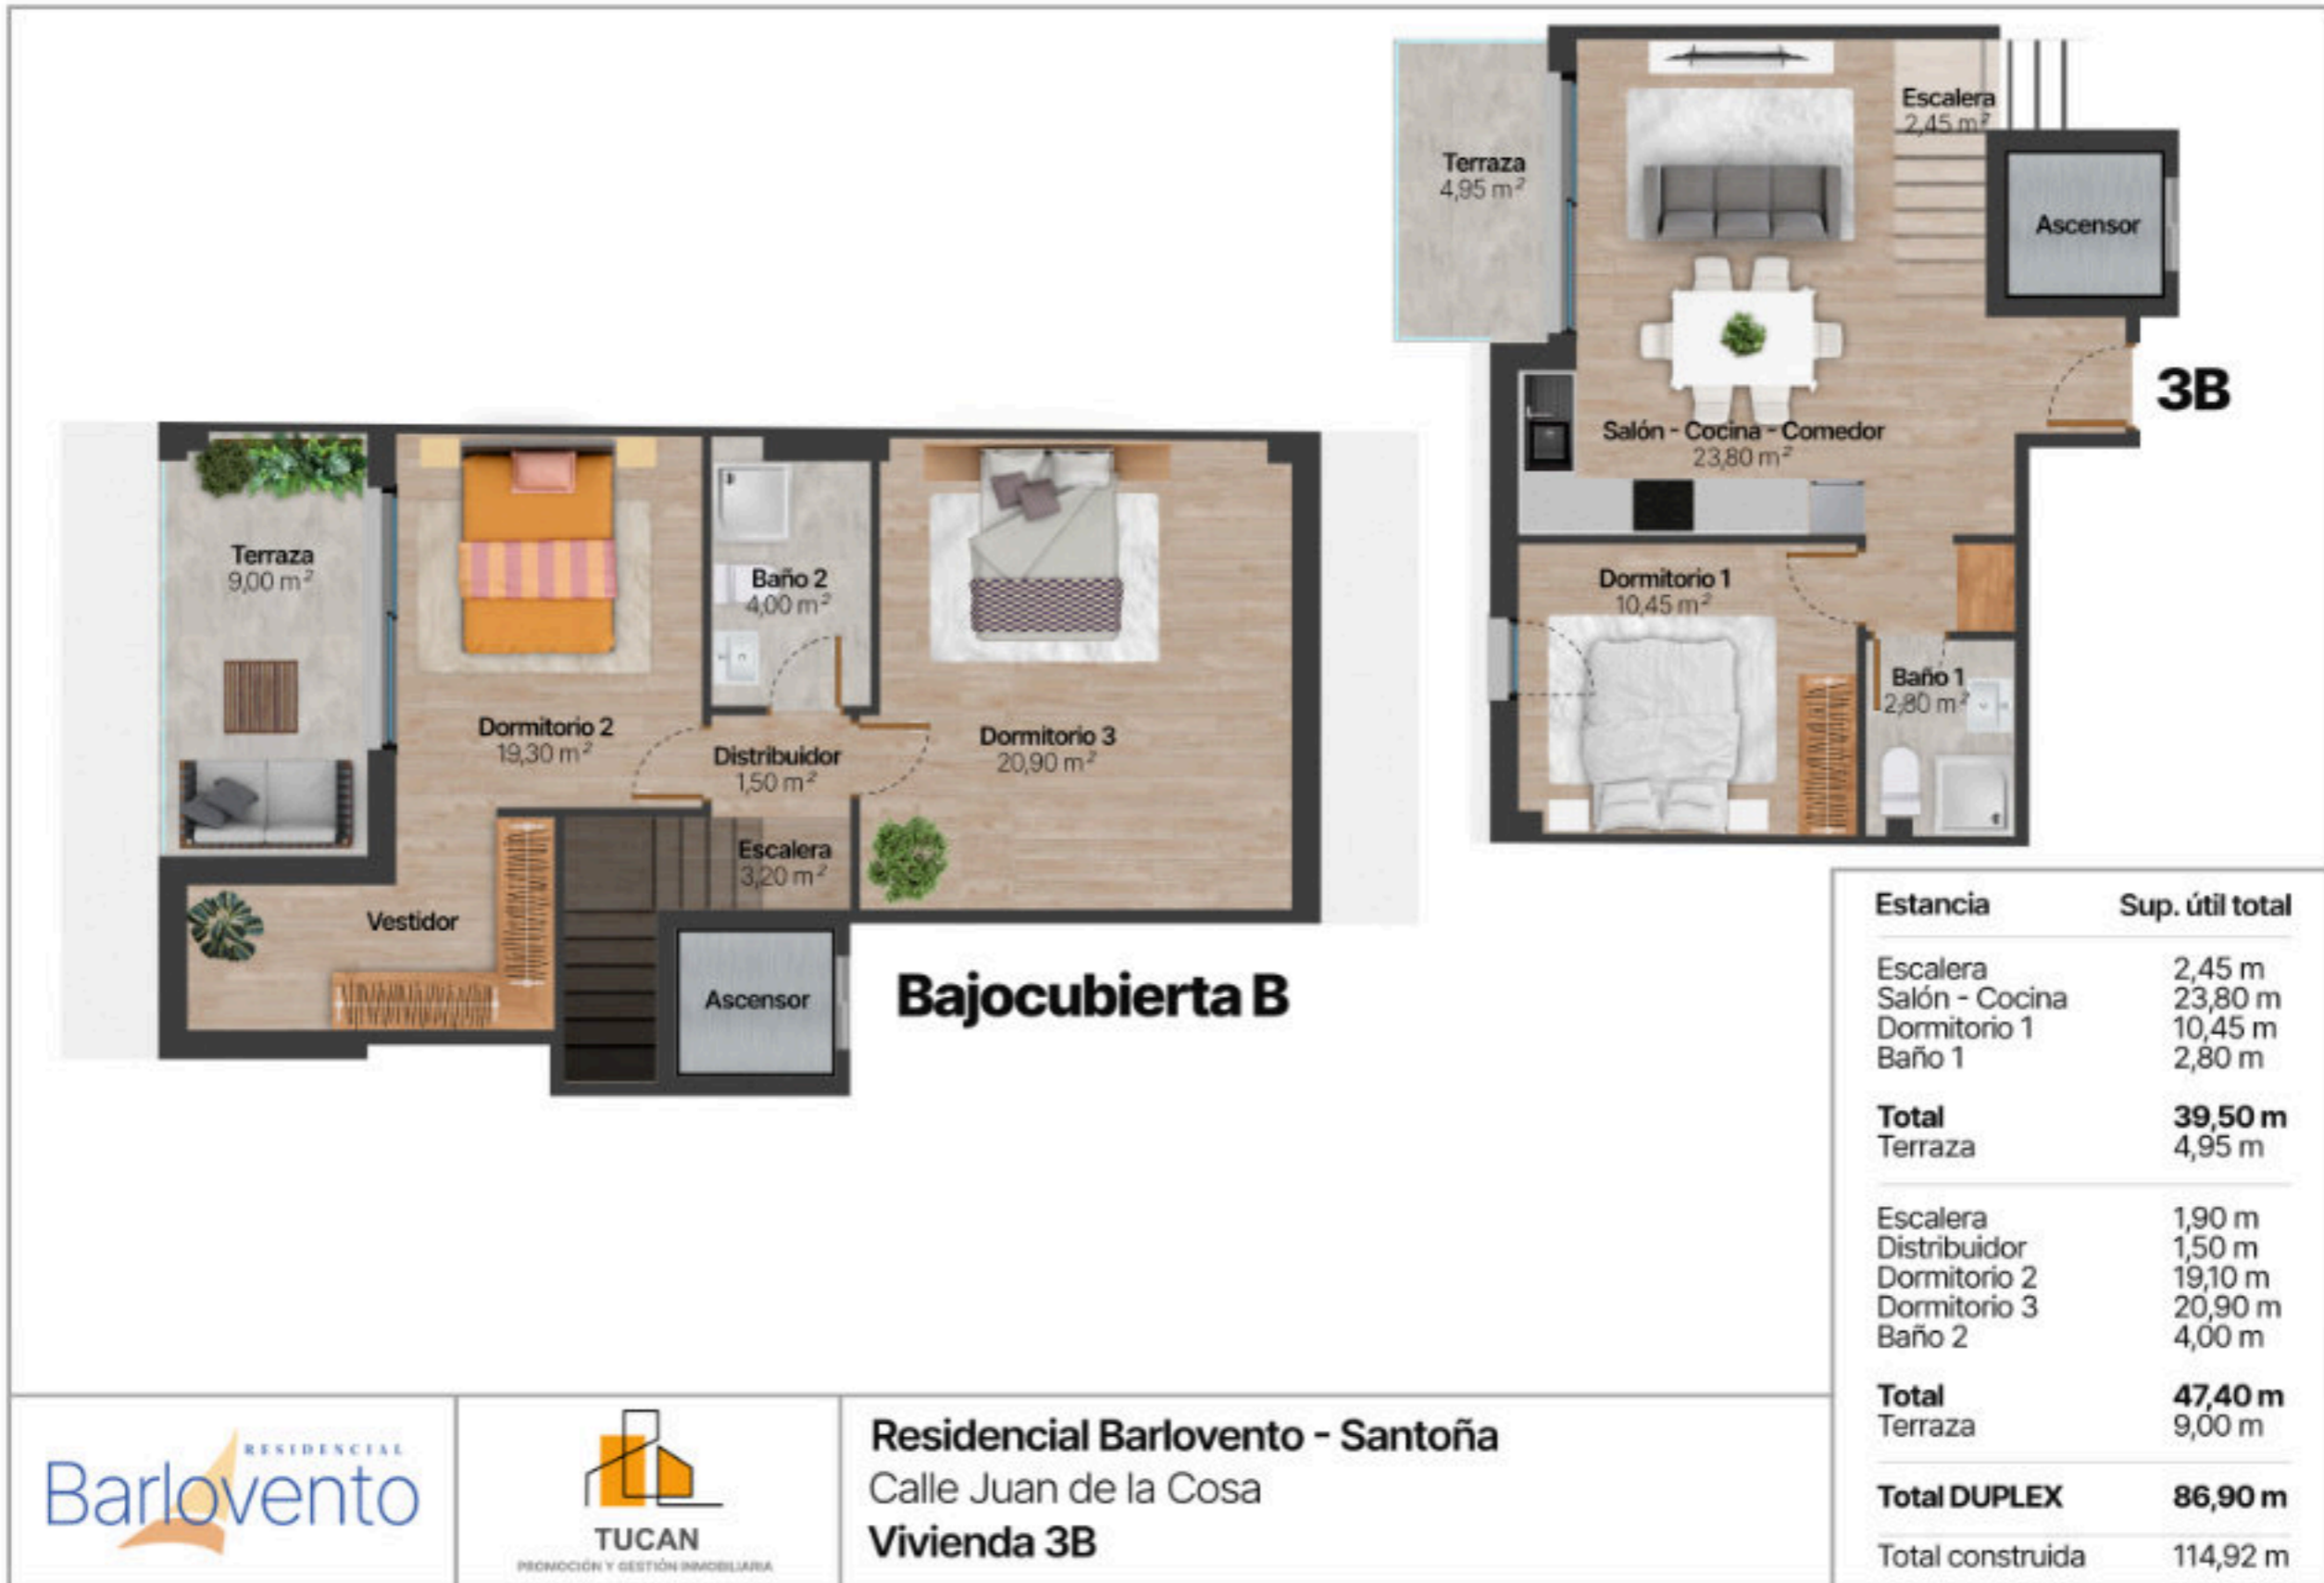 Terraza
4,95 m²
Escalera
2,45 m²
Ascensor
3B
Salón - Cocina - Comedor
23,80 m²
Dormitorio 1
10,45 m²
Baño 1
2,80 m²
Terraza
9,00 m²
Dormitorio 2
19,30 m²
Baño 2
4,00 m²
Distribuidor
1,50 m²
Dormitorio 3
20,90 m²
Escalera
3,20 m²
Vestidor
Ascensor
Bajocubierta B
Estancia Sup. útil total
Escalera 2,45 m
Salón - Cocina 23,80 m
Dormitorio 1 10,45 m
Baño 1 2,80 m
Total 39,50 m
Terraza 4,95 m
Escalera 1,90 m
Distribuidor 1,50 m
Dormitorio 2 19,10 m
Dormitorio 3 20,90 m
Baño 2 4,00 m
Total 47,40 m
Terraza 9,00 m
Total DUPLEX 86,90 m
Total construida 114,92 m
RESIDENCIAL
Barlovento
TUCAN
PROMOCIÓN Y GESTIÓN INMOBILIARIA
Residencial Barlovento - Santoña
Calle Juan de la Cosa
Vivienda 3B